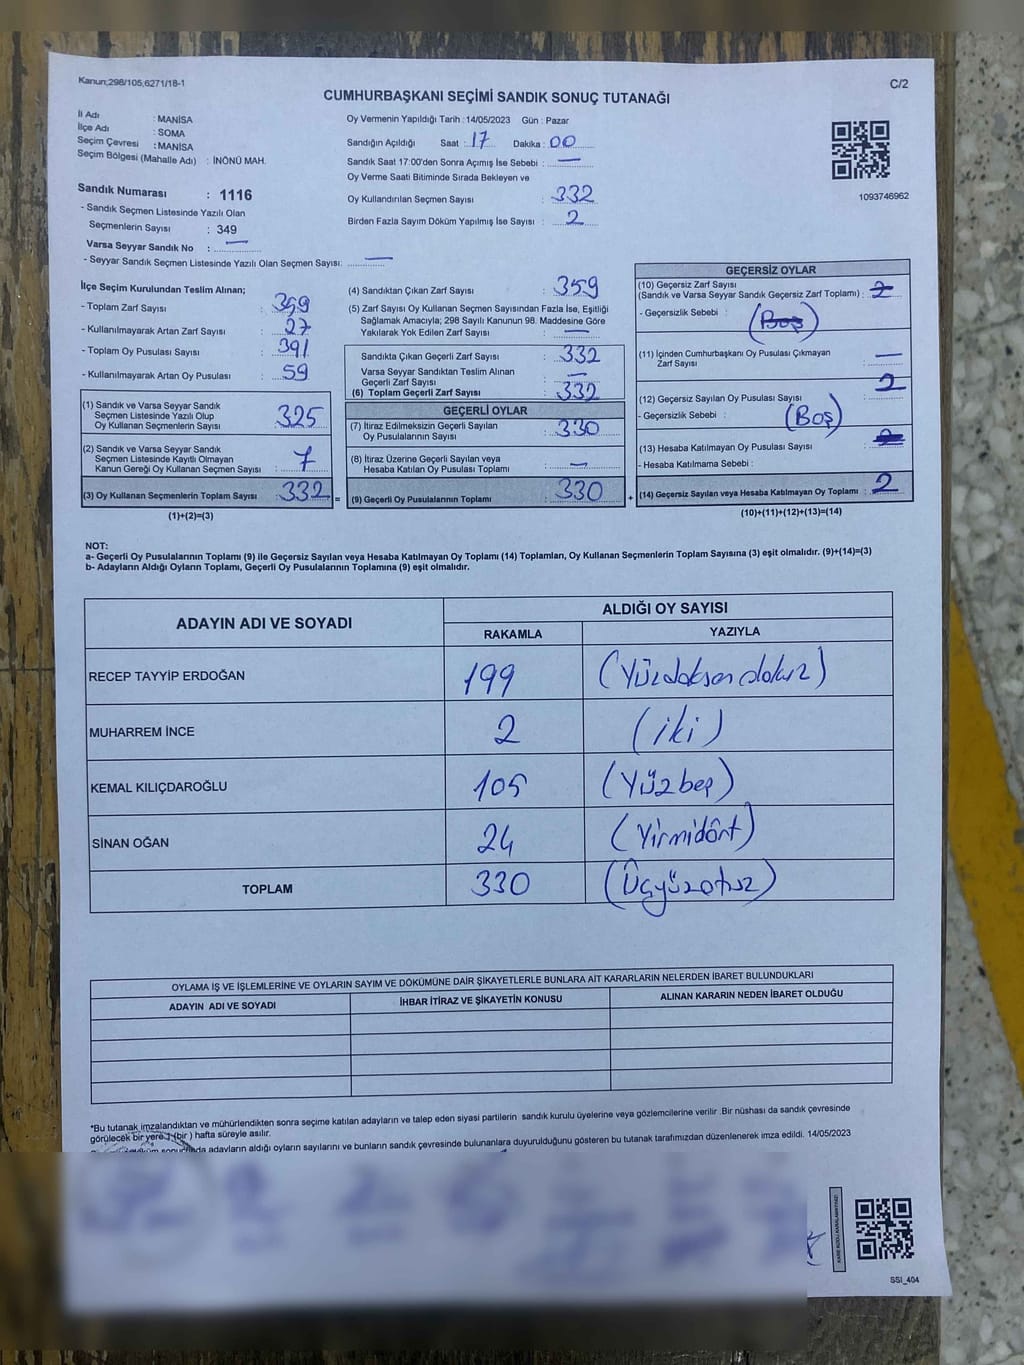 Kanun;298/105,6271/18-1
C/2
CUMHURBAŞKANI SEÇİMİ SANDIK SONUÇ TUTANAĞI
İl Adı : MANİSA
İlçe Adı : SOMA
Seçim Çevresi : MANİSA
Seçim Bölgesi (Mahalle Adı) : İNÖNÜ MAH.
Sandık Numarası : 1116
- Sandık Seçmen Listesinde Yazılı Olan
Seçmenlerin Sayısı : 349
Varsa Seyyar Sandık No : —
- Seyyar Sandık Seçmen Listesinde Yazılı Olan Seçmen Sayısı: —
Oy Vermenin Yapıldığı Tarih : 14/05/2023 Gün : Pazar
Sandığın Açıldığı Saat : 17 Dakika : 00
Sandık Saat 17:00'den Sonra Açımış İse Sebebi : —
Oy Verme Saati Bitiminde Sırada Bekleyen ve
Oy Kullandırılan Seçmen Sayısı : 332
Birden Fazla Sayım Döküm Yapılmış İse Sayısı : 2
1093746962
İlçe Seçim Kurulundan Teslim Alınan;
- Toplam Zarf Sayısı : 359
- Kullanılmayarak Artan Zarf Sayısı : 27
- Toplam Oy Pusulası Sayısı : 391
- Kullanılmayarak Artan Oy Pusulası : 59
(1) Sandık ve Varsa Seyyar Sandık
Seçmen Listesinde Yazılı Olup
Oy Kullanan Seçmenlerin Sayısı : 325
(2) Sandık ve Varsa Seyyar Sandık
Seçmen Listesinde Kayıtlı Olmayan
Kanun Gereği Oy Kullanan Seçmen Sayısı : 7
(3) Oy Kullanan Seçmenlerin Toplam Sayısı : 332 =
(1)+(2)=(3)
(4) Sandıktan Çıkan Zarf Sayısı : 359
(5) Zarf Sayısı Oy Kullanan Seçmen Sayısından Fazla İse, Eşitliği
Sağlamak Amacıyla; 298 Sayılı Kanunun 98. Maddesine Göre
Yakılarak Yok Edilen Zarf Sayısı : —
Sandıkta Çıkan Geçerli Zarf Sayısı : 332
Varsa Seyyar Sandıktan Teslim Alınan
Geçerli Zarf Sayısı : —
(6) Toplam Geçerli Zarf Sayısı : 332
GEÇERLİ OYLAR
(7) İtiraz Edilmeksizin Geçerli Sayılan
Oy Pusulalarının Sayısı : 330
(8) İtiraz Üzerine Geçerli Sayılan veya
Hesaba Katılan Oy Pusulası Toplamı : —
(9) Geçerli Oy Pusulalarının Toplamı : 330 +
GEÇERSİZ OYLAR
(10) Geçersiz Zarf Sayısı
(Sandık ve Varsa Seyyar Sandık Geçersiz Zarf Toplamı) : 2
- Geçersizlik Sebebi : (Boş)
(11) İçinden Cumhurbaşkanı Oy Pusulası Çıkmayan
Zarf Sayısı : —
(12) Geçersiz Sayılan Oy Pusulası Sayısı : 2
- Geçersizlik Sebebi : (Boş)
(13) Hesaba Katılmayan Oy Pusulası Sayısı :
- Hesaba Katılmama Sebebi :
(14) Geçersiz Sayılan veya Hesaba Katılmayan Oy Toplamı : 2
(10)+(11)+(12)+(13)=(14)
NOT:
a- Geçerli Oy Pusulalarının Toplamı (9) ile Geçersiz Sayılan veya Hesaba Katılmayan Oy Toplamı (14) Toplamları, Oy Kullanan Seçmenlerin Toplam Sayısına (3) eşit olmalıdır. (9)+(14)=(3)
b- Adayların Aldığı Oyların Toplamı, Geçerli Oy Pusulalarının Toplamına (9) eşit olmalıdır.
ADAYIN ADI VE SOYADI
ALDIĞI OY SAYISI
RAKAMLA YAZIYLA
RECEP TAYYİP ERDOĞAN 199 (Yüzdoksandokuz)
MUHARREM İNCE 2 (iki)
KEMAL KILIÇDAROĞLU 105 (Yüzbeş)
SİNAN OĞAN 24 (Yirmidört)
TOPLAM 330 (Üçyüzotuz)
OYLAMA İŞ VE İŞLEMLERİNE VE OYLARIN SAYIM VE DÖKÜMÜNE DAİR ŞİKAYETLERLE BUNLARA AİT KARARLARIN NELERDEN İBARET BULUNDUKLARI
ADAYIN ADI VE SOYADI İHBAR İTİRAZ VE ŞİKAYETİN KONUSU ALINAN KARARIN NEDEN İBARET OLDUĞU
*Bu tutanak imzalandıktan ve mühürlendikten sonra seçime katılan adayların ve talep eden siyasi partilerin sandık kurulu üyelerine veya gözlemcilerine verilir .Bir nüshası da sandık çevresinde
görülecek bir yere 1 (bir ) hafta süreyle asılır.
adayların aldığı oyların sayılarını ve bunların sandık çevresinde bulunanlara duyurulduğunu gösteren bu tutanak tarafımızdan düzenlenerek imza edildi. 14/05/2023
SSI_404